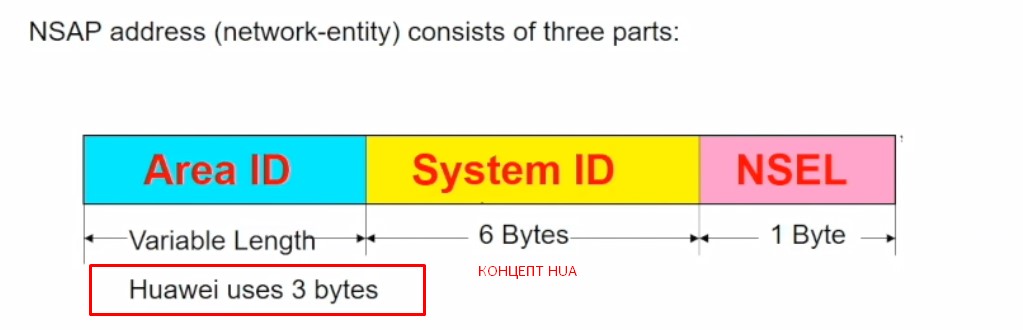 NSAP address (network-entity) consists of three parts:
Area ID System ID NSEL
Variable Length 6 Bytes 1 Byte
КОНЦЕПТ HUA
Huawei uses 3 bytes